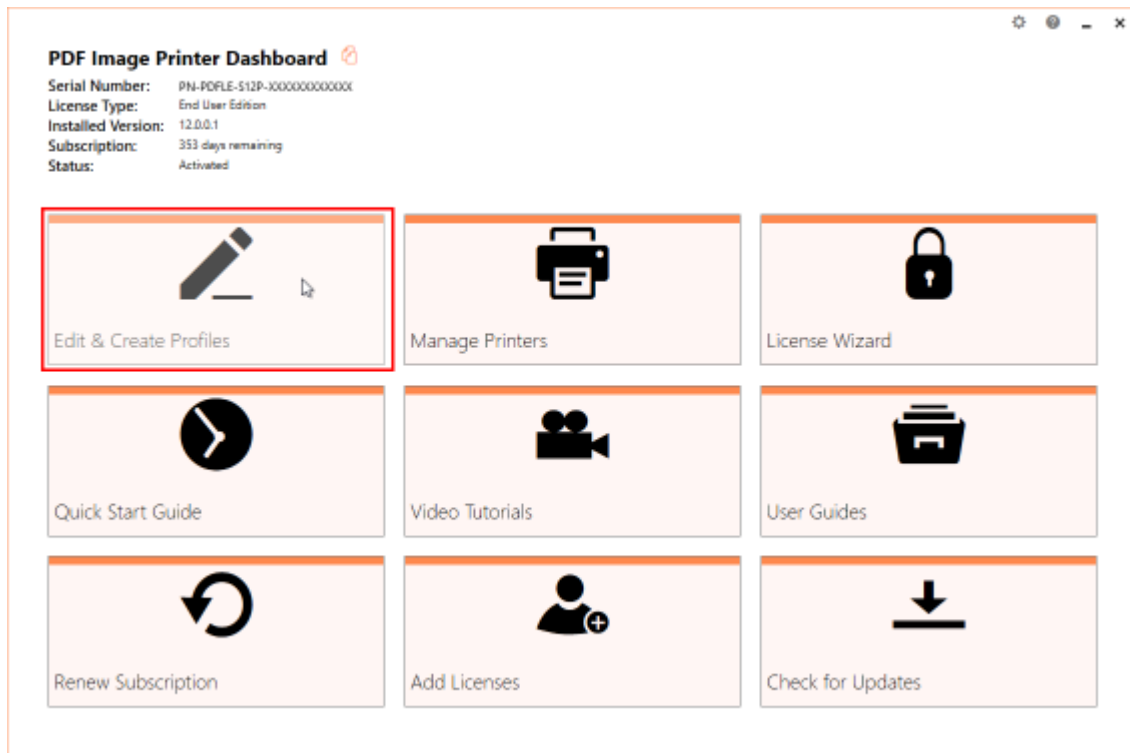 PDF Image Printer Dashboard
Serial Number: PN-PDFLE-S12P-XXXXXXXXXXXX
License Type: End User Edition
Installed Version: 12.0.0.1
Subscription: 353 days remaining
Status: Activated
Edit & Create Profiles
Manage Printers
License Wizard
Quick Start Guide
Video Tutorials
User Guides
Renew Subscription
Add Licenses
Check for Updates